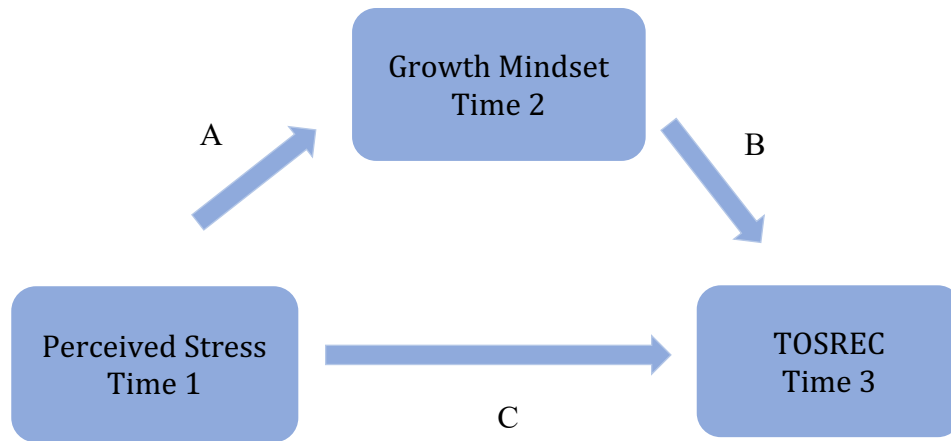 Growth Mindset
Time 2
A
B
Perceived Stress
Time 1
TOSREC
Time 3
C